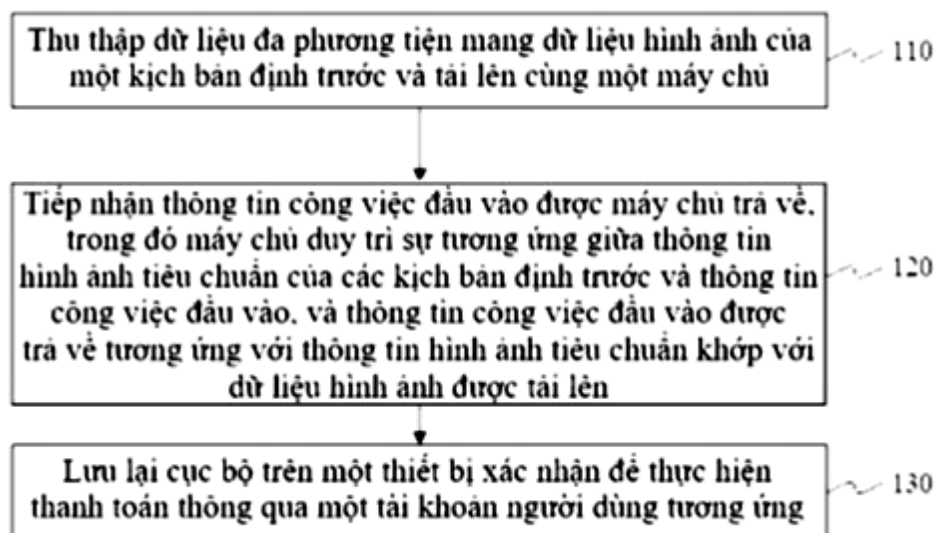 Thu thập dữ liệu đa phương tiện mang dữ liệu hình ảnh của
một kịch bản định trước và tải lên cùng một máy chủ
110
Tiếp nhận thông tin công việc đầu vào được máy chủ trả về,
trong đó máy chủ duy trì sự tương ứng giữa thông tin
hình ảnh tiêu chuẩn của các kịch bản định trước và thông tin
công việc đầu vào, và thông tin công việc đầu vào được
trả về tương ứng với thông tin hình ảnh tiêu chuẩn khớp với
dữ liệu hình ảnh được tải lên
120
Lưu lại cục bộ trên một thiết bị xác nhận để thực hiện
thanh toán thông qua một tài khoản người dùng tương ứng
130